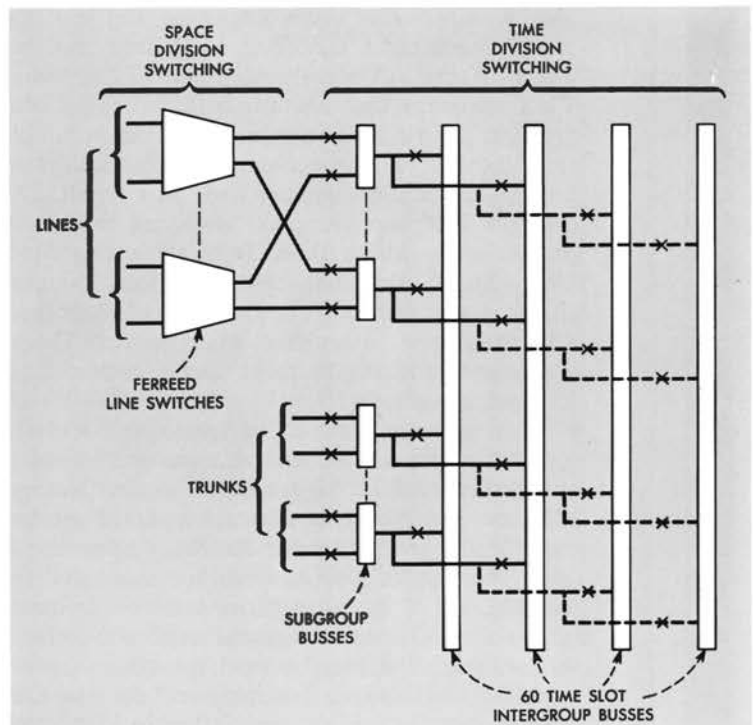 SPACE
DIVISION
SWITCHING
TIME
DIVISION
SWITCHING
LINES
FERREED
LINE SWITCHES
TRUNKS
SUBGROUP
BUSSES
60 TIME SLOT
INTERGROUP BUSSES